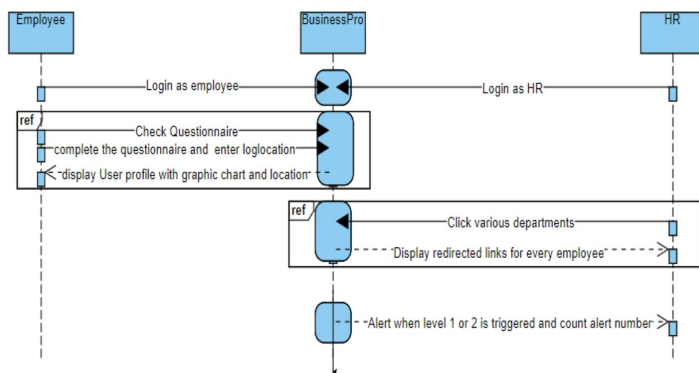 Employee
BusinessPro
HR
Login as employee
Login as HR
ref
Check Questionnaire
complete the questionnaire and enter loglocation
display User profile with graphic chart and location
ref
Click various departments
Display redirected links for every employee
Alert when level 1 or 2 is triggered and count alert number